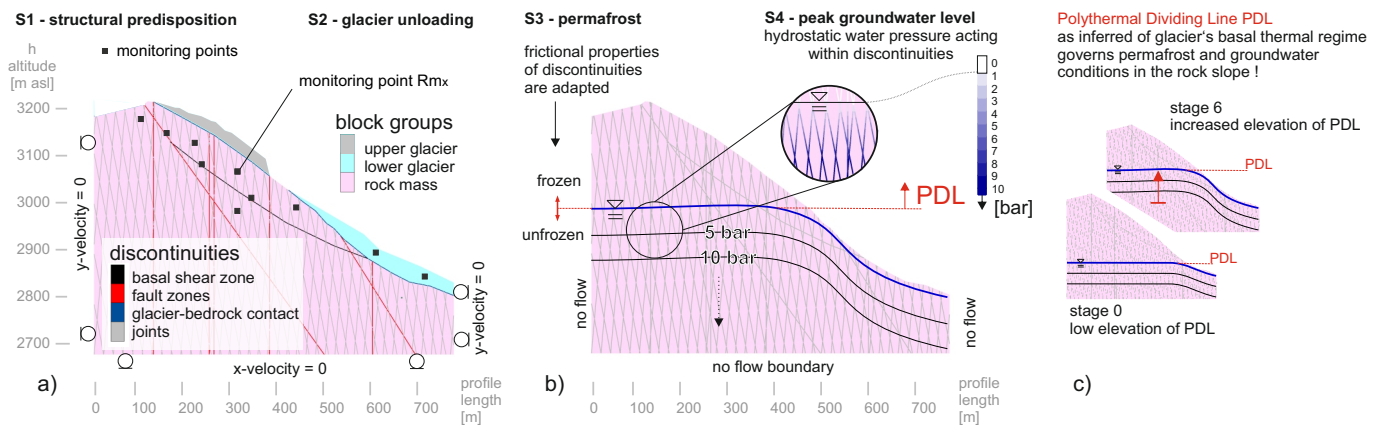 S1 - structural predisposition
S2 - glacier unloading
monitoring points
h
altitude
[m asl]
monitoring point Rmx
3200
3100
3000
2900
2800
2700
block groups
upper glacier
lower glacier
rock mass
y-velocity = 0
discontinuities
basal shear zone
fault zones
glacier-bedrock contact
joints
y-velocity = 0
x-velocity = 0
a)
0
100
200
300
400
500
600
700
profile
length
[m]
S3 - permafrost
S4 - peak groundwater level
hydrostatic water pressure acting
within discontinuities
frictional properties
of discontinuities
are adapted
0
1
2
3
4
5
6
7
8
9
10
[bar]
frozen
PDL
unfrozen
5 bar
10 bar
no flow
no flow
no flow boundary
b)
0
100
200
300
400
500
600
700
profile
length
[m]
Polythermal Dividing Line PDL
as inferred of glacier's basal thermal regime
governs permafrost and groundwater
conditions in the rock slope !
stage 6
increased elevation of PDL
PDL
PDL
stage 0
low elevation of PDL
c)